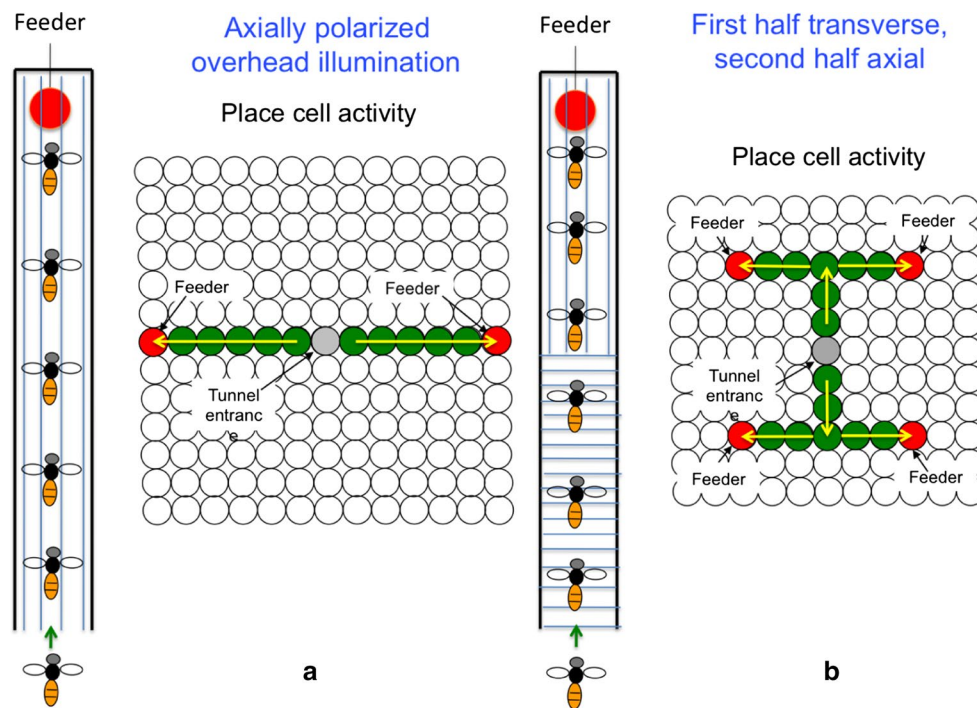 Feeder
Axially polarized
overhead illumination
Place cell activity
Feeder
Feeder
Tunnel
entranc
e
a
Feeder
First half transverse,
second half axial
Place cell activity
Feeder
Feeder
Tunnel
entranc
e
Feeder
Feeder
b